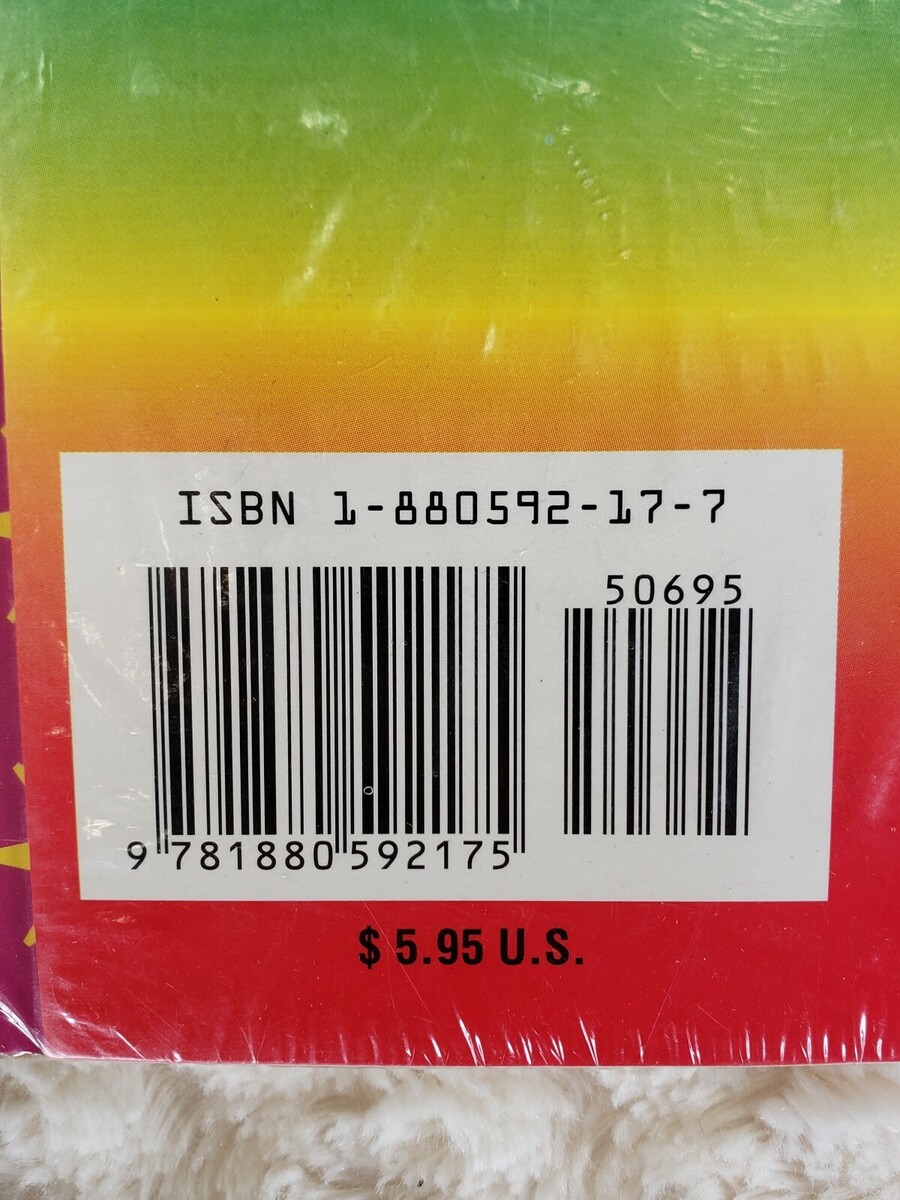 ISBN 1-880592-17-7
50695
9 781880 592175
$ 5.95 U.S.